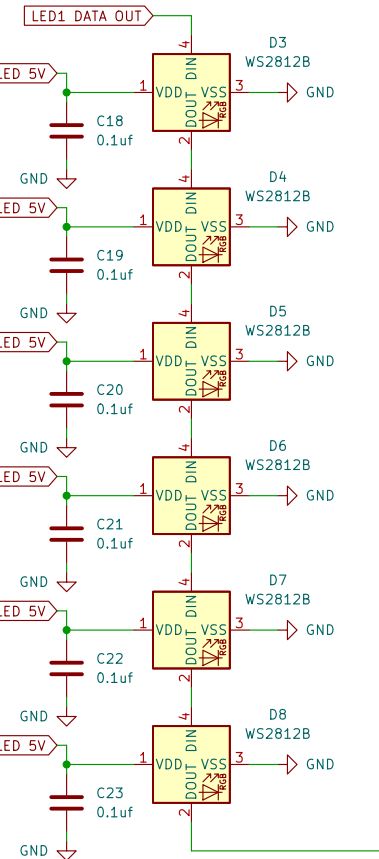 LED1 DATA OUT
D3
WS2812B
LED 5V
4
DIN
1
VDD
VSS
3
GND
DOUT
RGB
2
C18
0.1uf
GND
D4
WS2812B
LED 5V
4
DIN
1
VDD
VSS
3
GND
DOUT
RGB
2
C19
0.1uf
GND
D5
WS2812B
LED 5V
4
DIN
1
VDD
VSS
3
GND
DOUT
RGB
2
C20
0.1uf
GND
D6
WS2812B
LED 5V
4
DIN
1
VDD
VSS
3
GND
DOUT
RGB
2
C21
0.1uf
GND
D7
WS2812B
LED 5V
4
DIN
1
VDD
VSS
3
GND
DOUT
RGB
2
C22
0.1uf
GND
D8
WS2812B
LED 5V
4
DIN
1
VDD
VSS
3
GND
DOUT
RGB
2
C23
0.1uf
GND